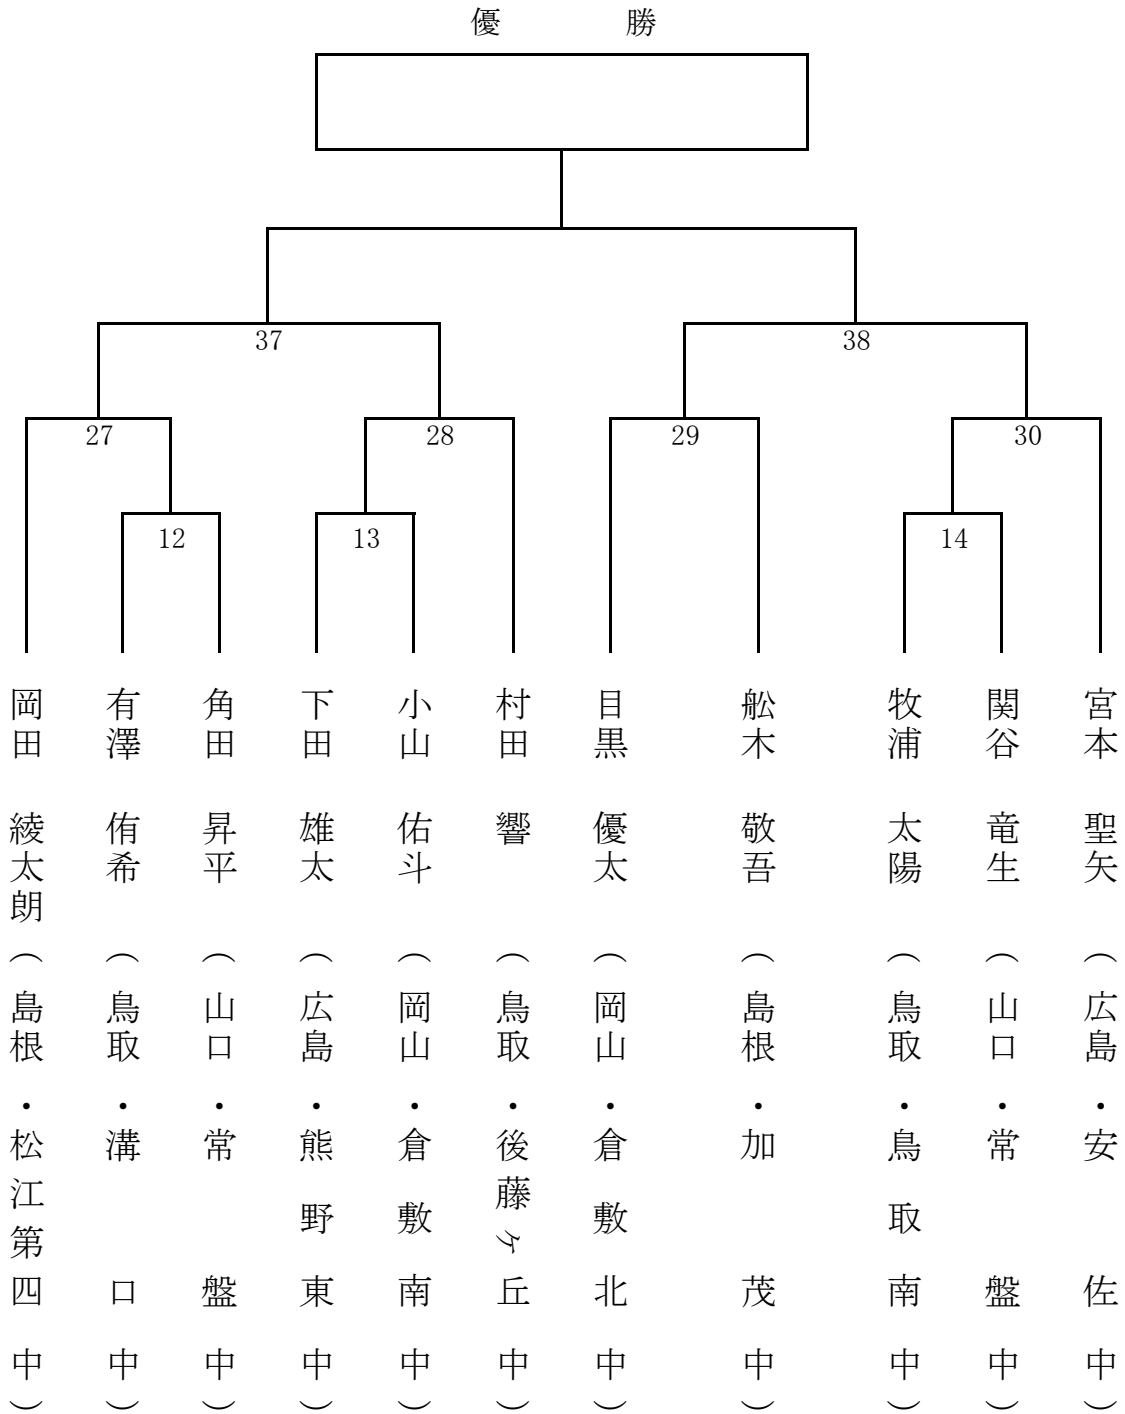 優勝
37
38
27
28
29
30
12
13
14
岡田 綾太朗（島根・松江第四中）
有澤 侑希（鳥取・溝口中）
角田 昇平（山口・常盤中）
下田 雄太（広島・熊野東中）
小山 佑斗（岡山・倉敷南中）
村田 響（鳥取・後藤ヶ丘中）
目黒 優太（岡山・倉敷北中）
舩木 敬吾（島根・加茂中）
牧浦 太陽（鳥取・鳥取南中）
関谷 竜生（山口・常盤中）
宮本 聖矢（広島・安佐中）